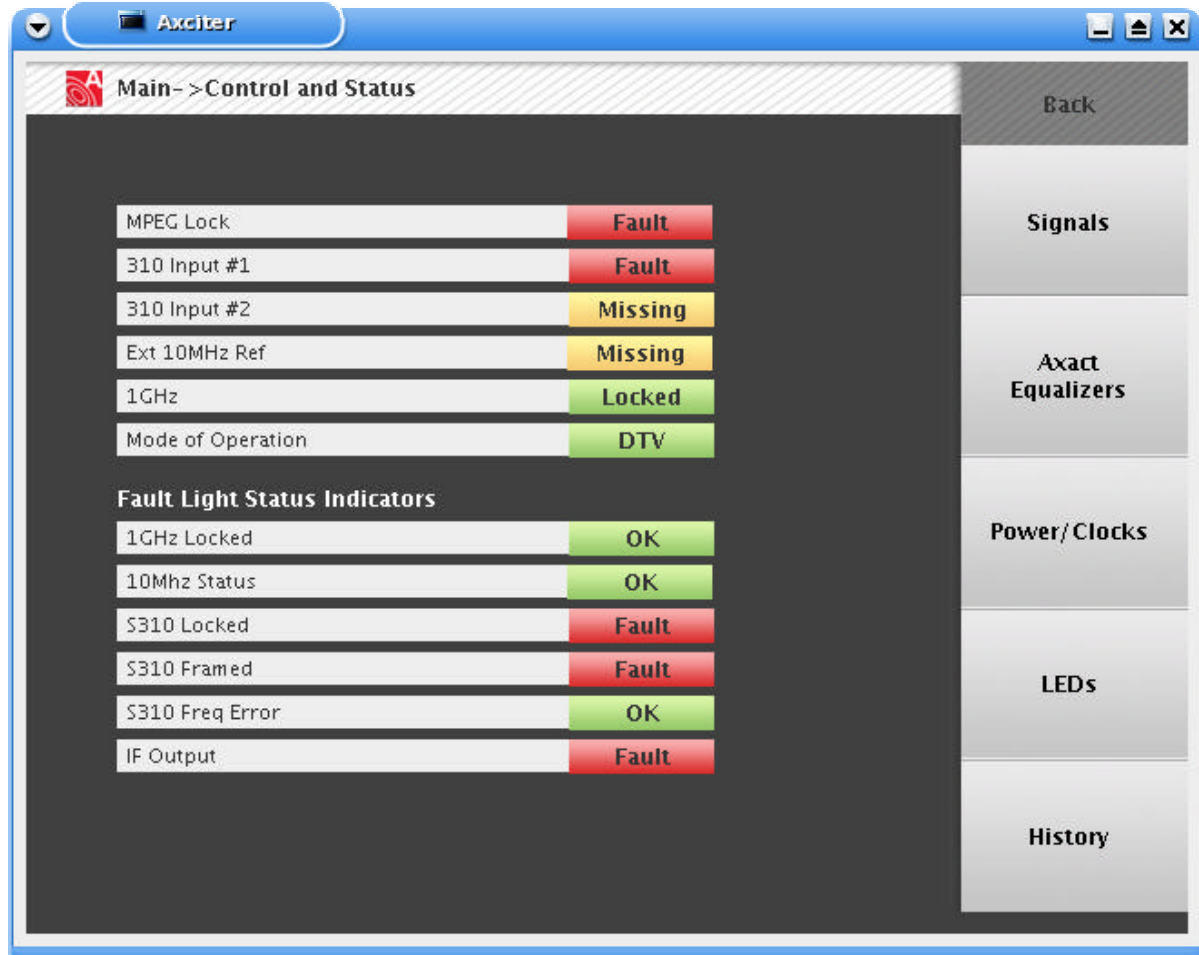 Axciter
Main->Control and Status
Back
MPEG Lock Fault
310 Input #1 Fault
310 Input #2 Missing
Ext 10MHz Ref Missing
1GHz Locked
Mode of Operation DTV
Fault Light Status Indicators
1GHz Locked OK
10Mhz Status OK
S310 Locked Fault
S310 Framed Fault
S310 Freq Error OK
IF Output Fault
Signals
Axact
Equalizers
Power/Clocks
LEDs
History